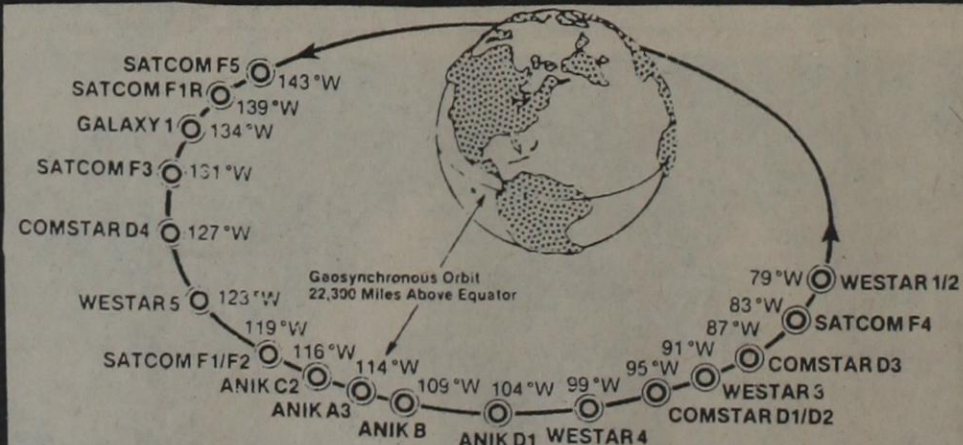 SATCOM F5
143°W
SATCOM F1R
139°W
GALAXY 1
134°W
SATCOM F3
131°W
COMSTAR D4
127°W
WESTAR 5
123°W
119°W
SATCOM F1/F2
116°W
ANIK C2
114°W
ANIK A3
109°W
ANIK B
104°W
ANIK D1
99°W
WESTAR 4
95°W
COMSTAR D1/D2
91°W
WESTAR 3
87°W
COMSTAR D3
83°W
SATCOM F4
79°W
WESTAR 1/2
Geosynchronous Orbit
22,300 Miles Above Equator